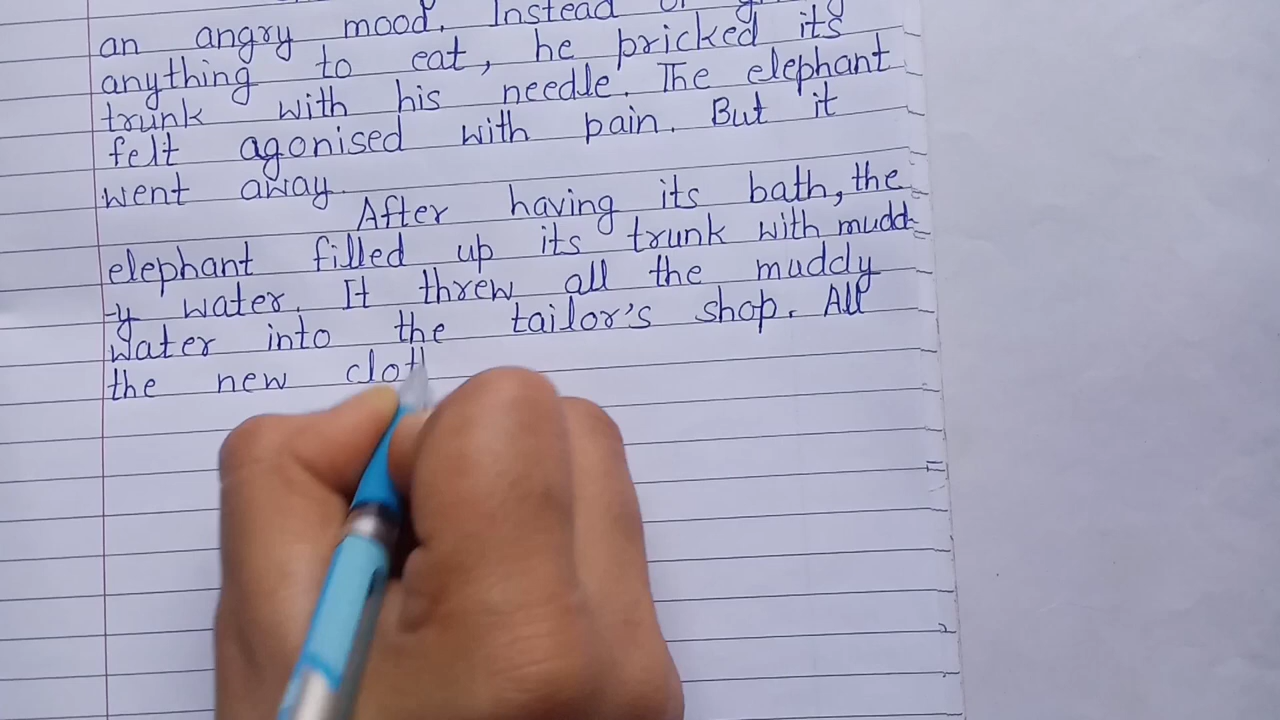 an angry mood. Instead of
anything to eat, he pricked its
trunk with his needle. The elephant
felt agonised with pain. But it
went away.
After having its bath, the
elephant filled up its trunk with mudd-
-y water. It threw all the muddy
water into the tailor's shop. All
the new cloth